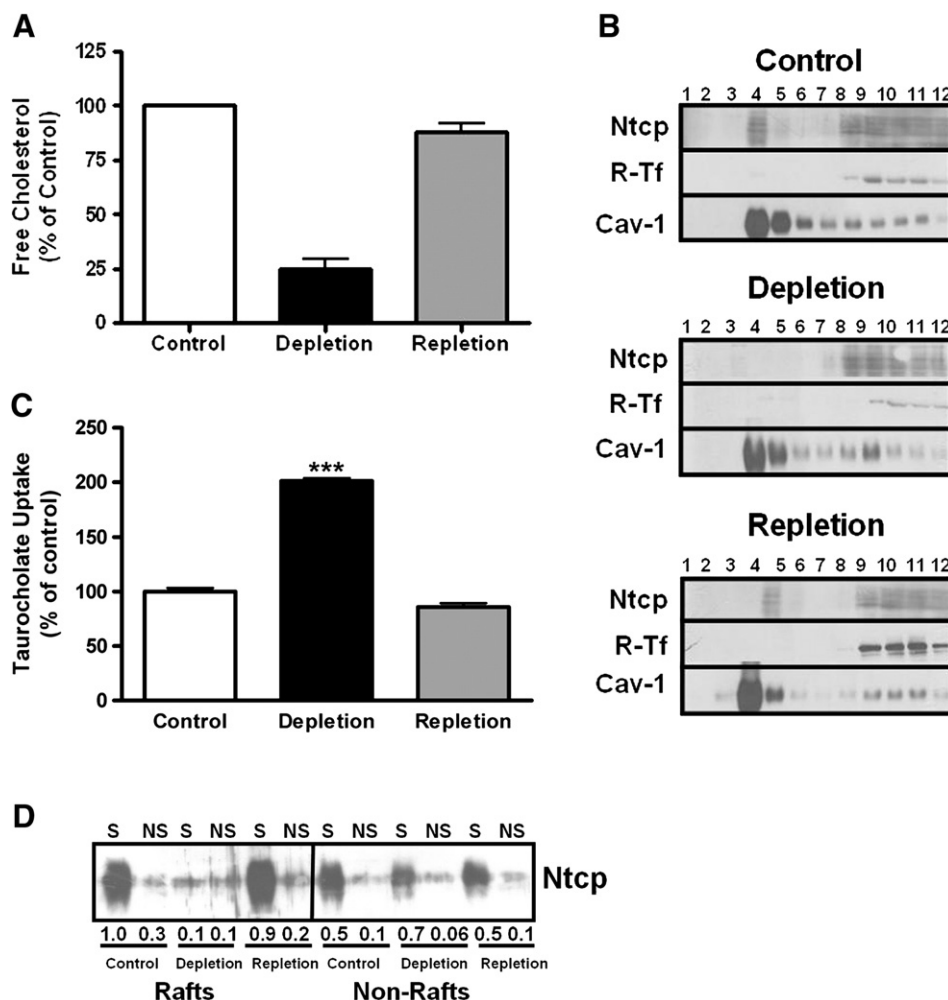 A
Free Cholesterol
(% of Control)
125
100
75
50
25
0
Control Depletion Repletion
B
Control
1 2 3 4 5 6 7 8 9 10 11 12
Ntcp
R-Tf
Cav-1
Depletion
1 2 3 4 5 6 7 8 9 10 11 12
Ntcp
R-Tf
Cav-1
Repletion
1 2 3 4 5 6 7 8 9 10 11 12
Ntcp
R-Tf
Cav-1
C
Taurocholate Uptake
(% of control)
250
200
150
100
50
0
***
Control Depletion Repletion
D
S NS S NS S NS S NS S NS S NS
Ntcp
1.0 0.3 0.1 0.1 0.9 0.2 0.5 0.1 0.7 0.06 0.5 0.1
Control Depletion Repletion Control Depletion Repletion
Rafts Non-Rafts